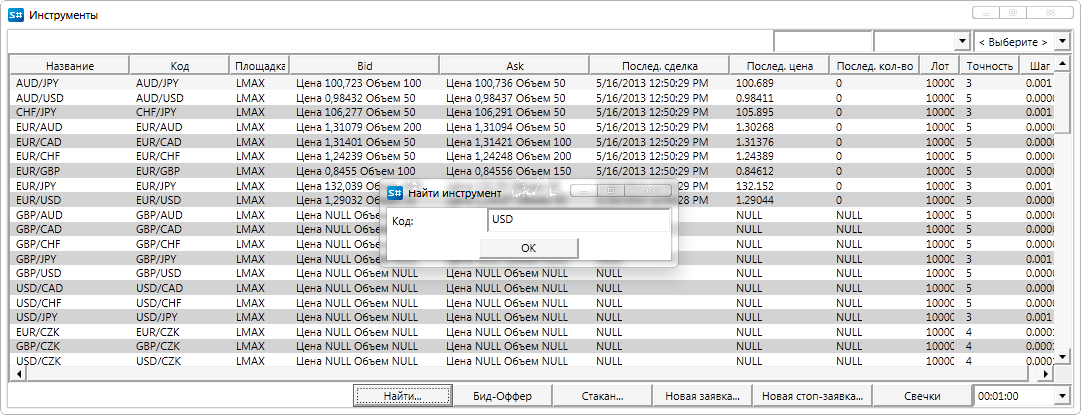 S# Инструменты
< Выберите >
Название Код Площадка Bid Ask Послед. сделка Послед. цена Послед. кол-во Лот Точность Шаг
AUD/JPY AUD/JPY LMAX Цена 100,723 Объем 100 Цена 100,736 Объем 50 5/16/2013 12:50:29 PM 100.689 0 10000 3 0.001
AUD/USD AUD/USD LMAX Цена 0,98432 Объем 50 Цена 0,98437 Объем 50 5/16/2013 12:50:29 PM 0.98411 0 10000 5 0.0000
CHF/JPY CHF/JPY LMAX Цена 106,277 Объем 50 Цена 106,291 Объем 50 5/16/2013 12:50:29 PM 105.895 0 10000 3 0.001
EUR/AUD EUR/AUD LMAX Цена 1,31079 Объем 200 Цена 1,31094 Объем 50 5/16/2013 12:50:29 PM 1.30268 0 10000 5 0.0000
EUR/CAD EUR/CAD LMAX Цена 1,31401 Объем 50 Цена 1,31421 Объем 100 5/16/2013 12:50:29 PM 1.31376 0 10000 5 0.0000
EUR/CHF EUR/CHF LMAX Цена 1,24239 Объем 50 Цена 1,24248 Объем 200 5/16/2013 12:50:29 PM 1.24389 0 10000 5 0.0000
EUR/GBP EUR/GBP LMAX Цена 0,8455 Объем 100 Цена 0,84556 Объем 150 5/16/2013 12:50:29 PM 0.84612 0 10000 5 0.0000
EUR/JPY EUR/JPY LMAX Цена 132,039 132.152 0 10000 3 0.001
EUR/USD EUR/USD LMAX Цена 1,29032 :28 PM 1.29044 0 10000 5 0.0000
GBP/AUD GBP/AUD LMAX Цена NULL NULL NULL 10000 5 0.0000
GBP/CAD GBP/CAD LMAX Цена NULL NULL NULL 10000 5 0.0000
GBP/CHF GBP/CHF LMAX Цена NULL NULL NULL 10000 5 0.0000
GBP/JPY GBP/JPY LMAX Цена NULL NULL NULL 10000 3 0.001
GBP/USD GBP/USD LMAX Цена NULL Объем NULL Цена NULL Объем NULL NULL NULL NULL 10000 5 0.0000
USD/CAD USD/CAD LMAX Цена NULL Объем NULL Цена NULL Объем NULL NULL NULL NULL 10000 5 0.0000
USD/CHF USD/CHF LMAX Цена NULL Объем NULL Цена NULL Объем NULL NULL NULL NULL 10000 5 0.0000
USD/JPY USD/JPY LMAX Цена NULL Объем NULL Цена NULL Объем NULL NULL NULL NULL 10000 3 0.001
EUR/CZK EUR/CZK LMAX Цена NULL Объем NULL Цена NULL Объем NULL NULL NULL NULL 10000 4 0.0001
GBP/CZK GBP/CZK LMAX Цена NULL Объем NULL Цена NULL Объем NULL NULL NULL NULL 10000 4 0.0001
USD/CZK USD/CZK LMAX Цена NULL Объем NULL Цена NULL Объем NULL NULL NULL NULL 10000 4 0.0001
S# Найти инструмент
Код: USD
OK
Найти... Бид-Оффер Стакан... Новая заявка... Новая стоп-заявка... Свечки 00:01:00